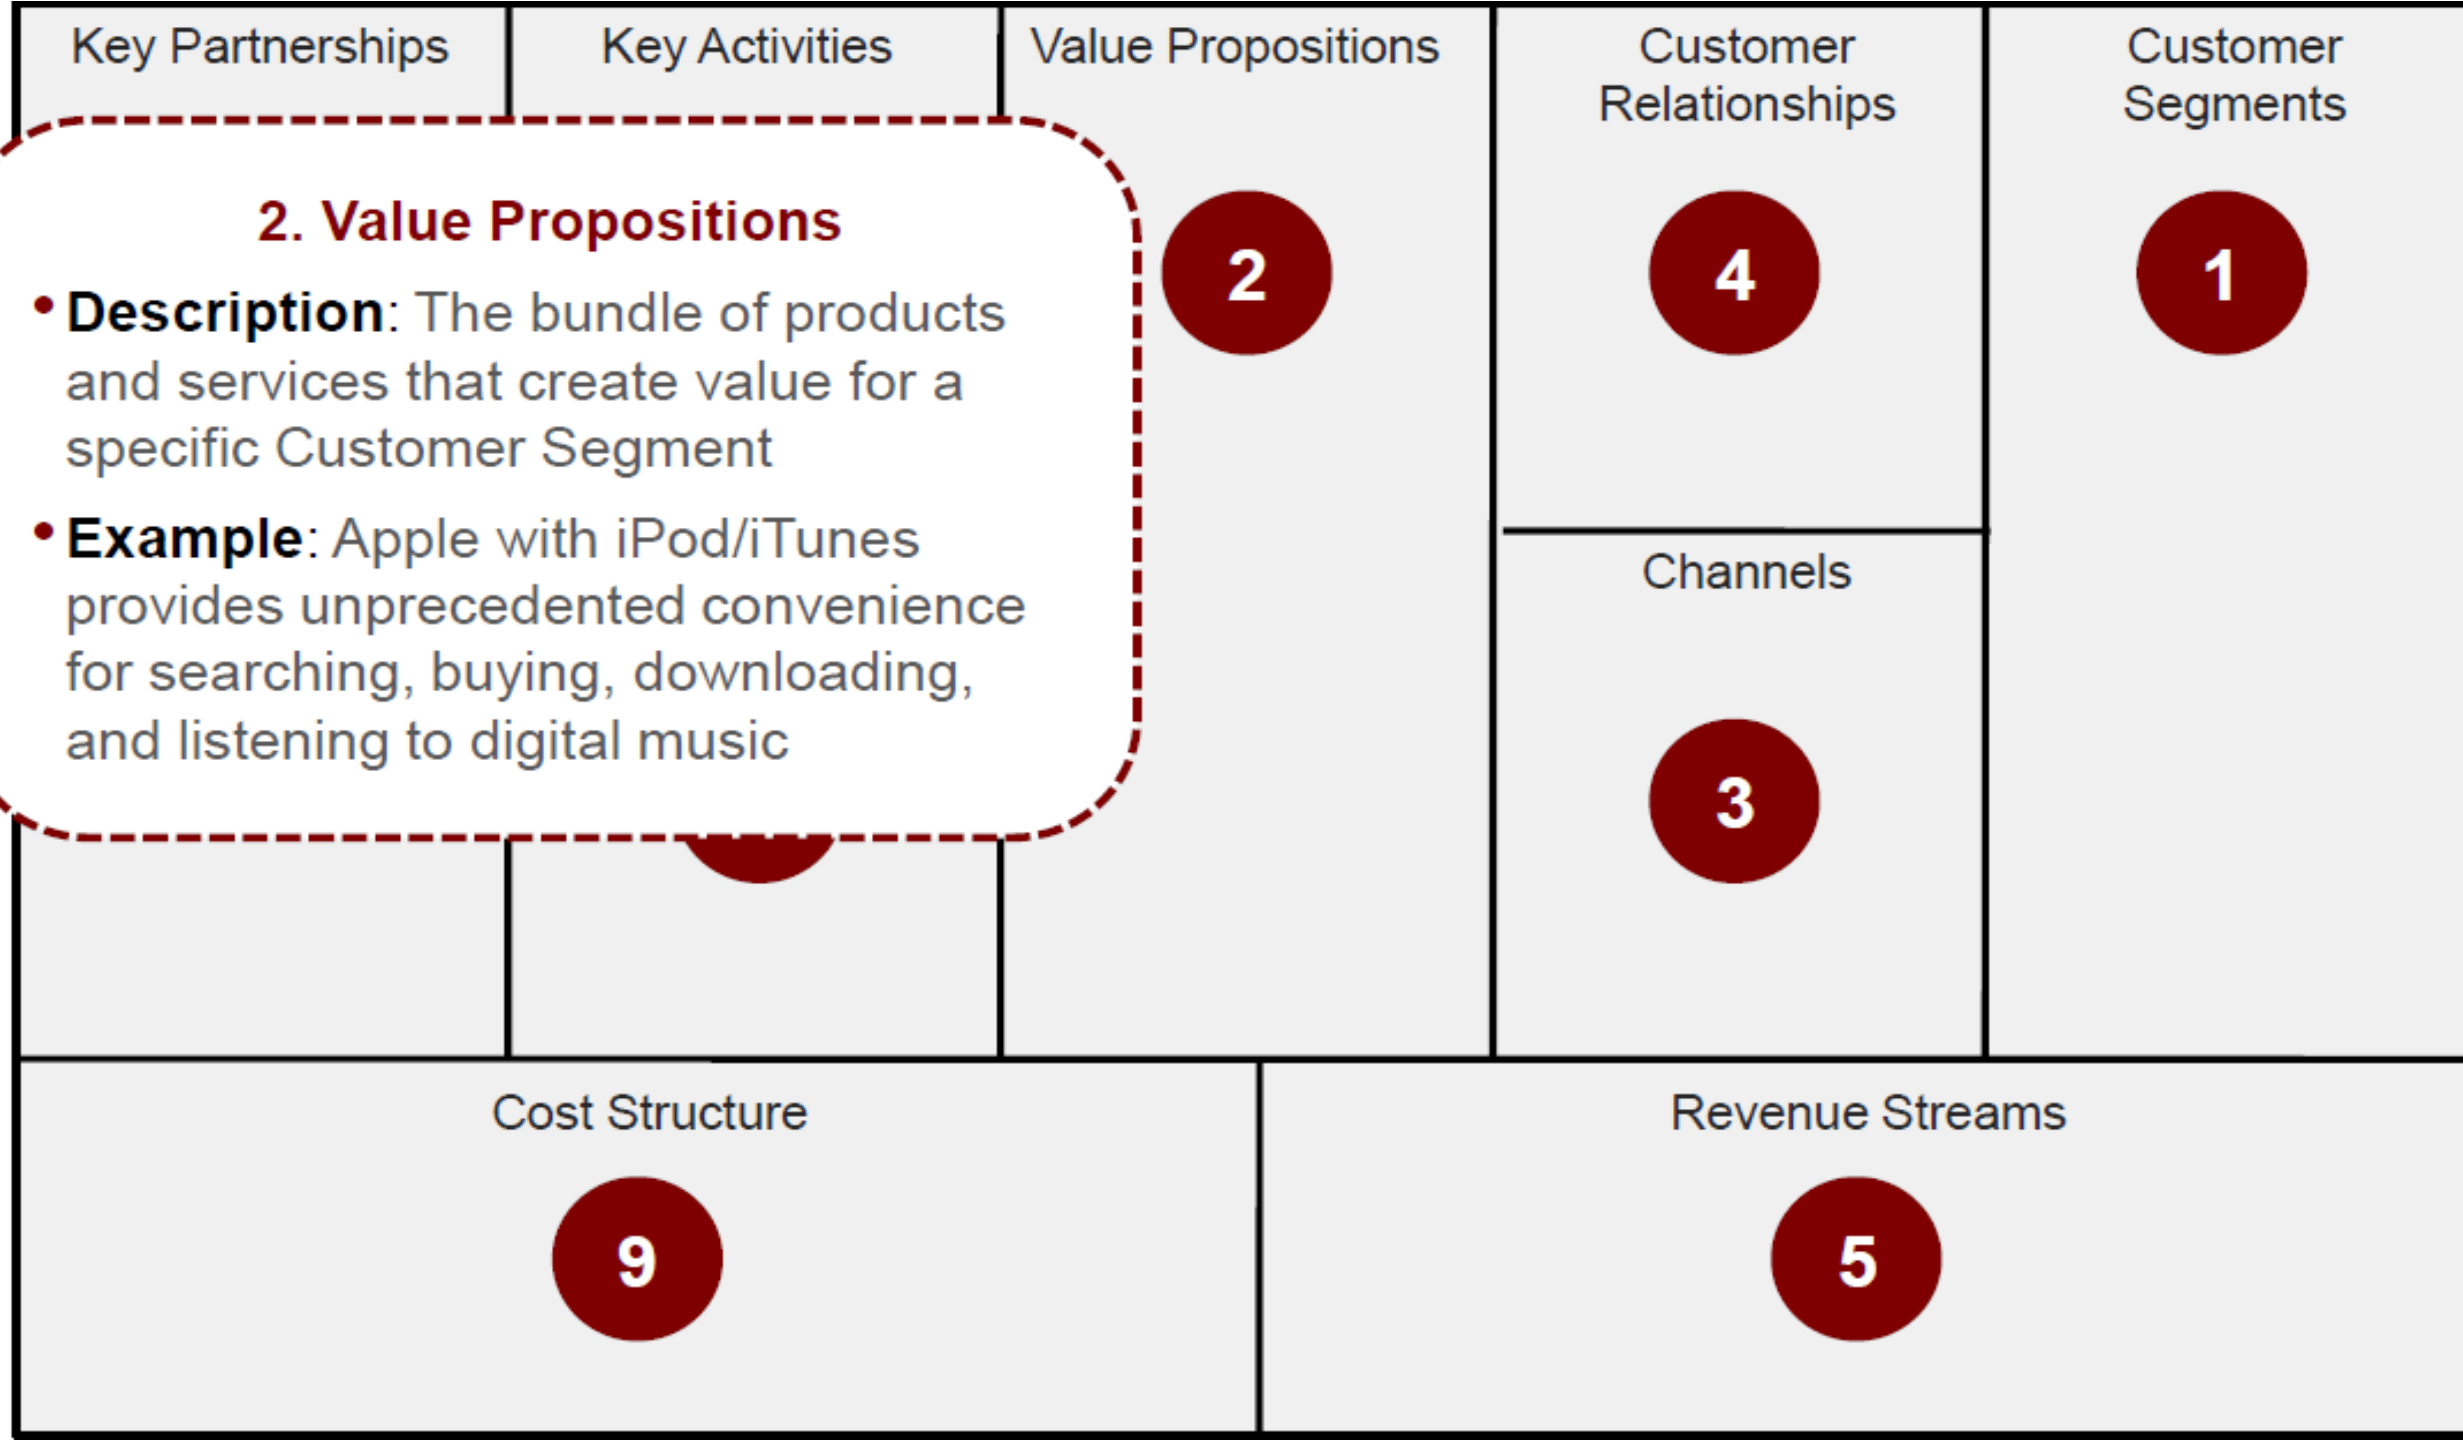 Key Partnerships
Key Activities
Value Propositions
Customer
Relationships
Customer
Segments
2. Value Propositions
• Description: The bundle of products
and services that create value for a
specific Customer Segment
• Example: Apple with iPod/iTunes
provides unprecedented convenience
for searching, buying, downloading,
and listening to digital music
2
4
1
Channels
3
Cost Structure
9
Revenue Streams
5